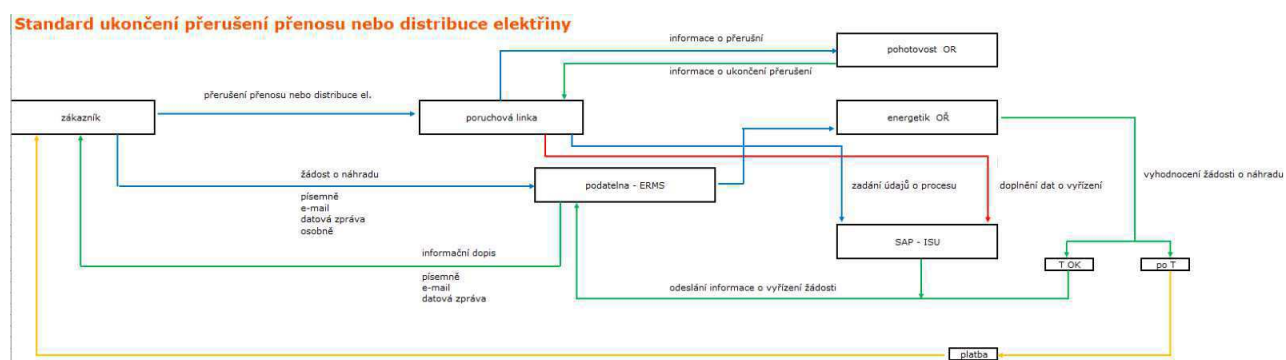 Standard ukončení přerušení přenosu nebo distribuce elektřiny
informace o přerušní
pohotovost OR
informace o ukončení přerušení
přerušení přenosu nebo distribuce el.
zákazník
poruchová linka
energetik OŘ
žádost o náhradu
podatelna - ERMS
zadání údajů o procesu
doplnění dat o vyřízení
vyhodnocení žádosti o náhradu
písemně
e-mail
datová zpráva
osobně
SAP - ISU
informační dopis
T OK
po T
písemně
e-mail
datová zpráva
odeslání informace o vyřízení žádosti
platba